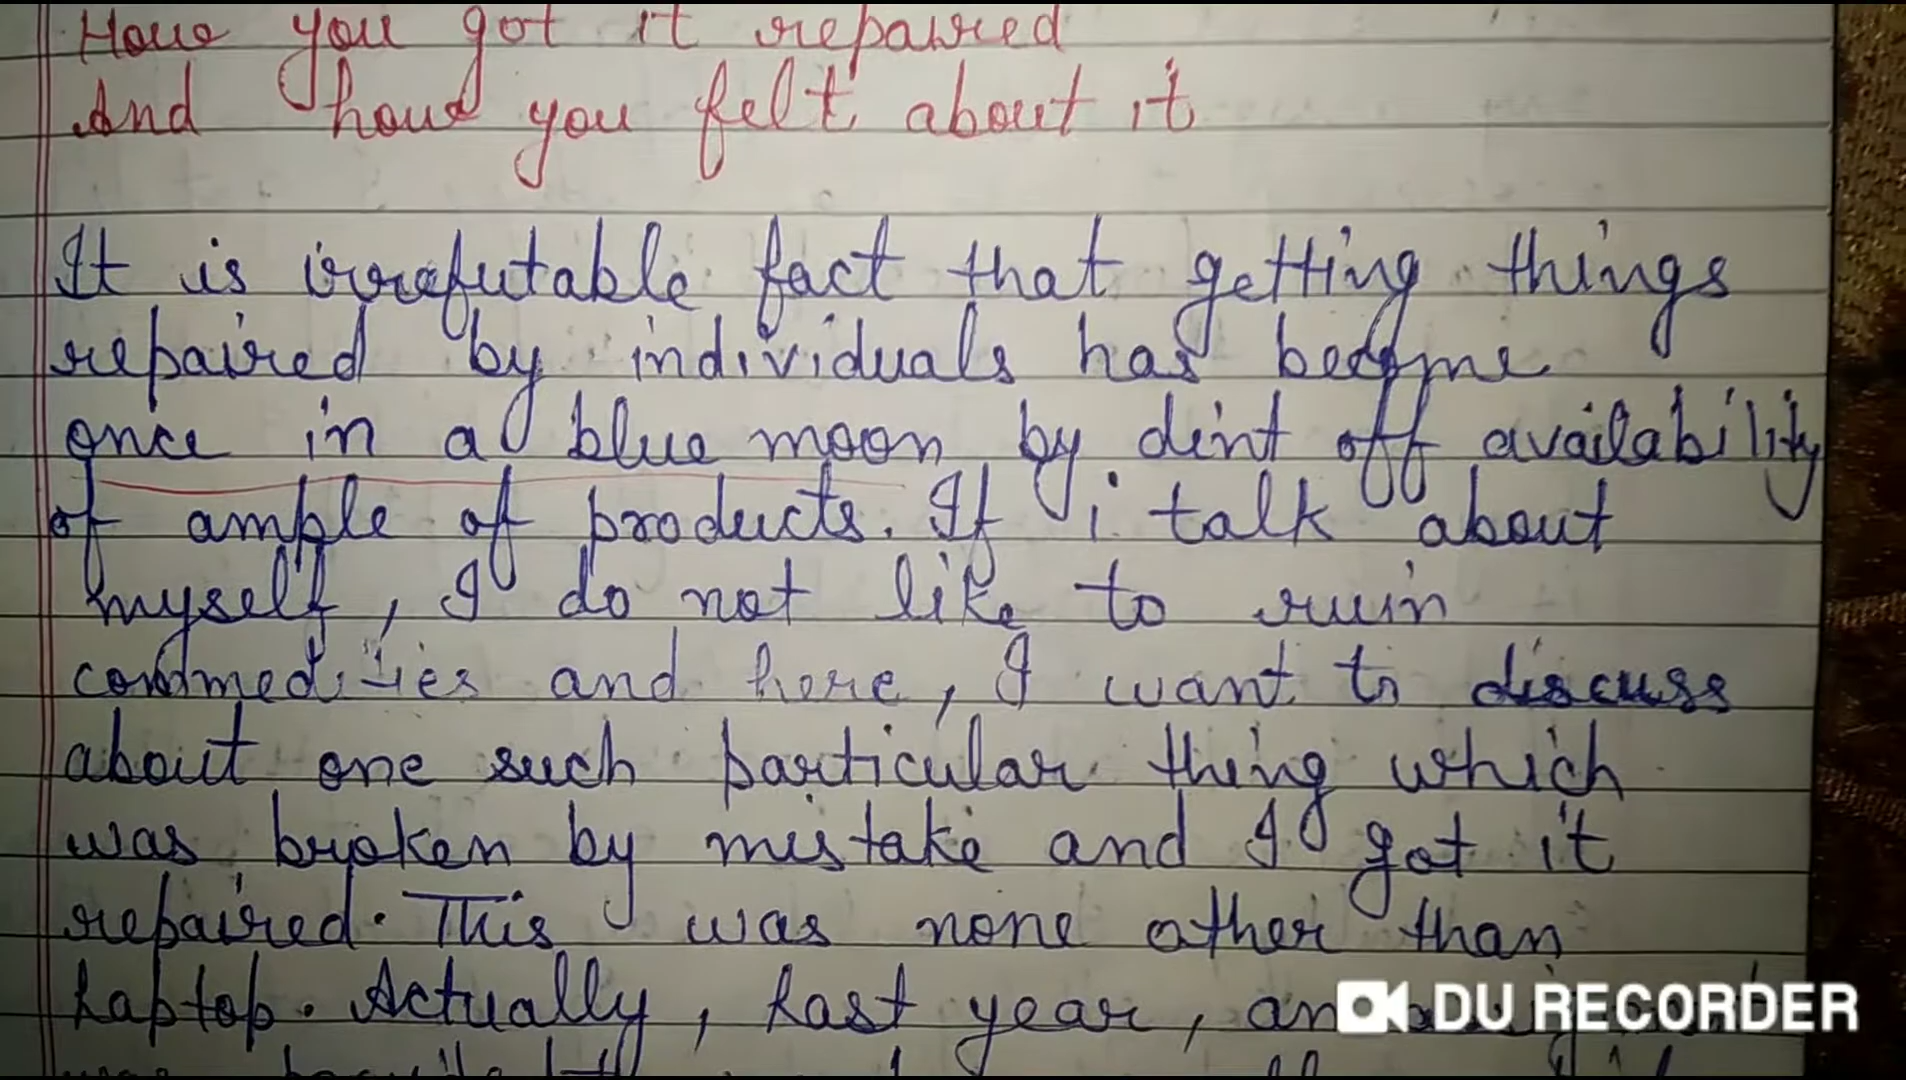 How you got it repaired
And how you felt about it
It is irrefutable fact that getting things
repaired by individuals has become
once in a blue moon by dint off availability
of ample of products. If i talk about
myself, I do not like to ruin
commedities and here, I want to discuss
about one such particular thing which
was broken by mistake and I got it
repaired. This was none other than
Laptop. Actually, Last year, an
DU RECORDER